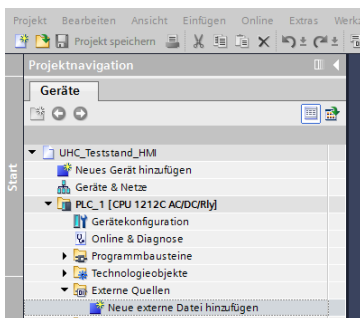 Projekt Bearbeiten Ansicht Einfügen Online Extras
Projekt speichern
Projektnavigation
Geräte
Start
UHC_Teststand_HMI
Neues Gerät hinzufügen
Geräte & Netze
PLC_1 [CPU 1212C AC/DC/Rly]
Gerätekonfiguration
Online & Diagnose
Programmbausteine
Technologieobjekte
Externe Quellen
Neue externe Datei hinzufügen